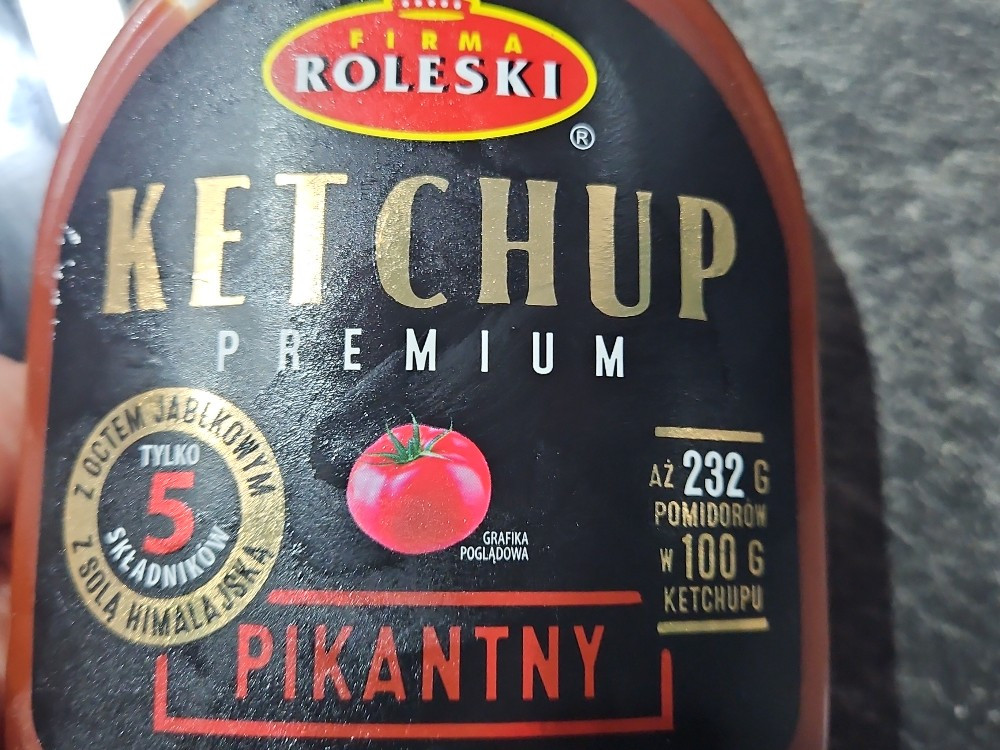 FIRMA
ROLESKI
®
KETCHUP
PREMIUM
Z OCTEM JABŁKOWYM
TYLKO
5
SKŁADNIKÓW
Z SOLĄ HIMALAJSKĄ
GRAFIKA
POGLĄDOWA
AŻ 232 G
POMIDORÓW
W 100 G
KETCHUPU
PIKANTNY